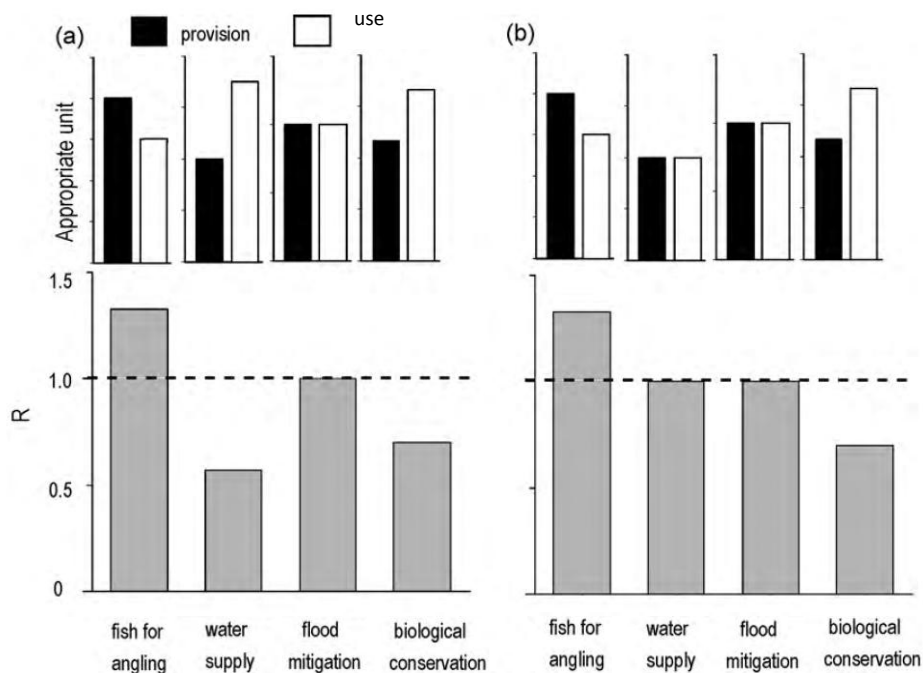 (a) provision use
(b)
Appropriate unit
1.5
1.0
R
0.5
0
fish for
angling
water
supply
flood
mitigation
biological
conservation
fish for
angling
water
supply
flood
mitigation
biological
conservation